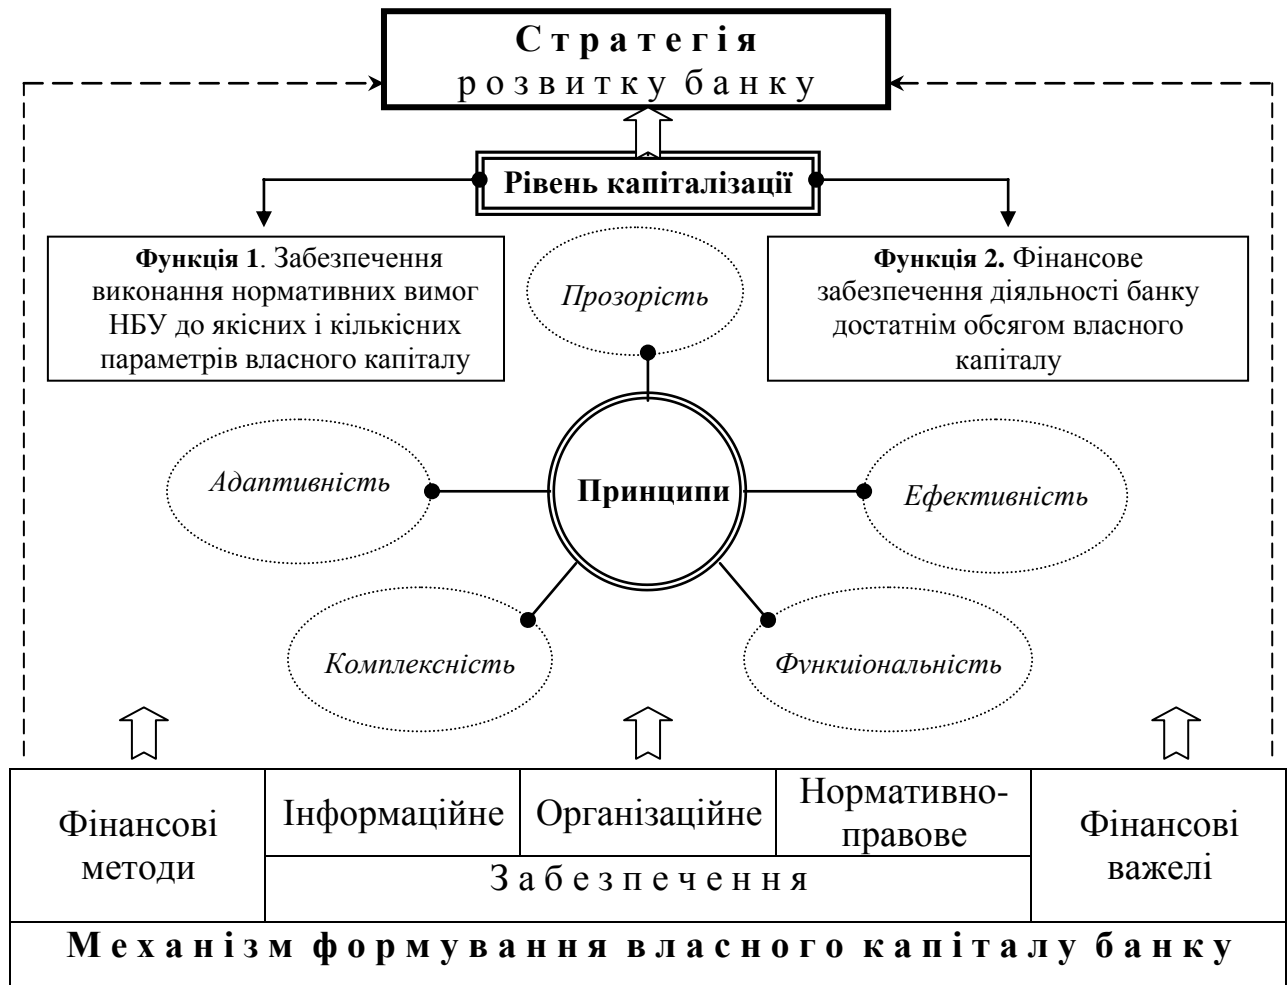 Стратегія
розвитку банку
Рівень капіталізації
Функція 1. Забезпечення
виконання нормативних вимог
НБУ до якісних і кількісних
параметрів власного капіталу
Функція 2. Фінансове
забезпечення діяльності банку
достатнім обсягом власного
капіталу
Прозорість
Адаптивність
Принципи
Ефективність
Комплексність
Функціональність
Фінансові
методи
Інформаційне
Організаційне
Нормативно-
правове
Забезпечення
Фінансові
важелі
Механізм формування власного капіталу банку